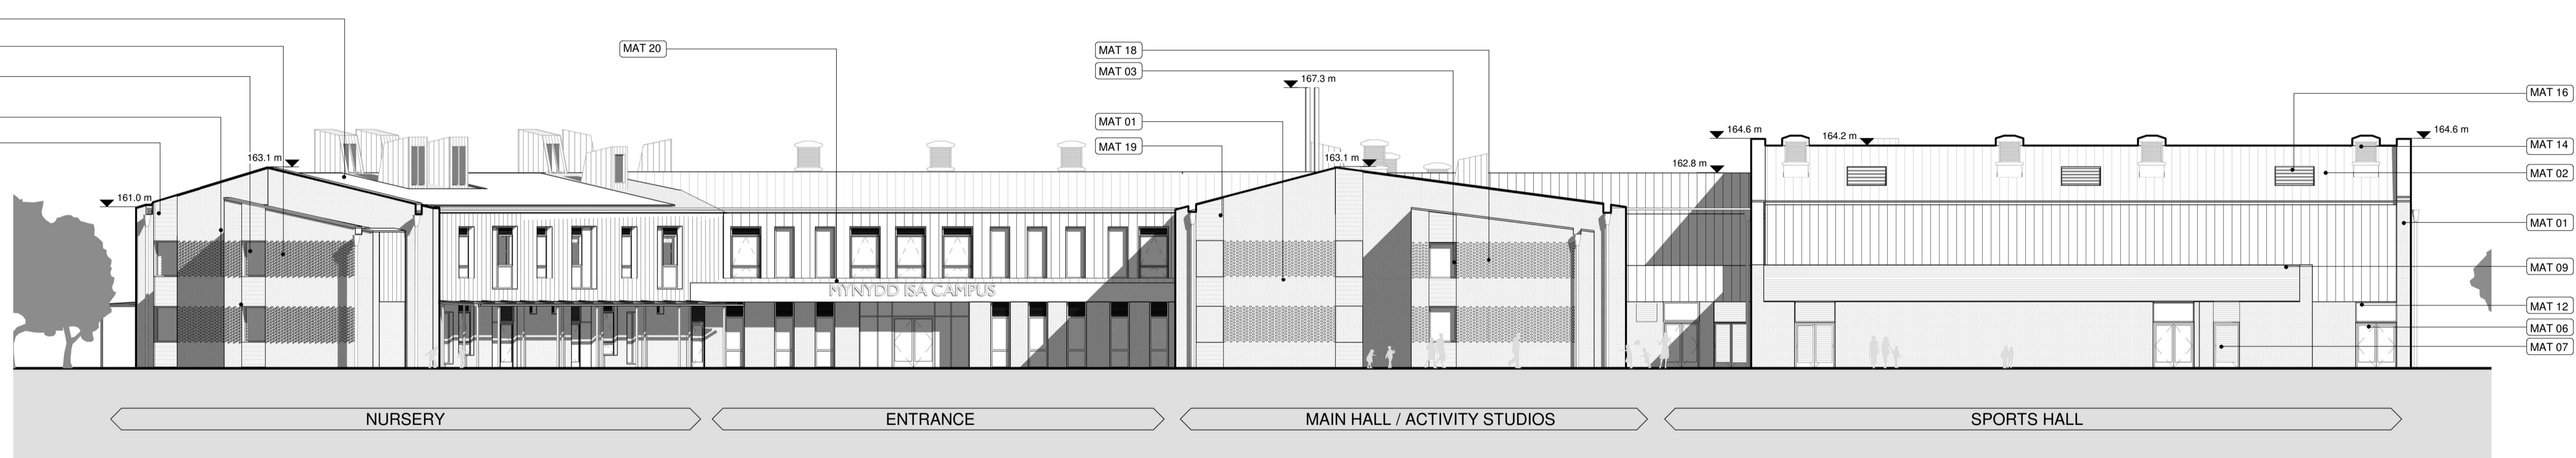 MAT 20
MAT 18
MAT 03
167.3 m
MAT 16
MAT 01
164.6 m
164.2 m
164.6 m
MAT 19
MAT 14
163.1 m
163.1 m
162.8 m
MAT 02
161.0 m
MAT 01
MAT 09
MYNYDD ISA CAMPUS
MAT 12
MAT 06
MAT 07
NURSERY
ENTRANCE
MAIN HALL / ACTIVITY STUDIOS
SPORTS HALL